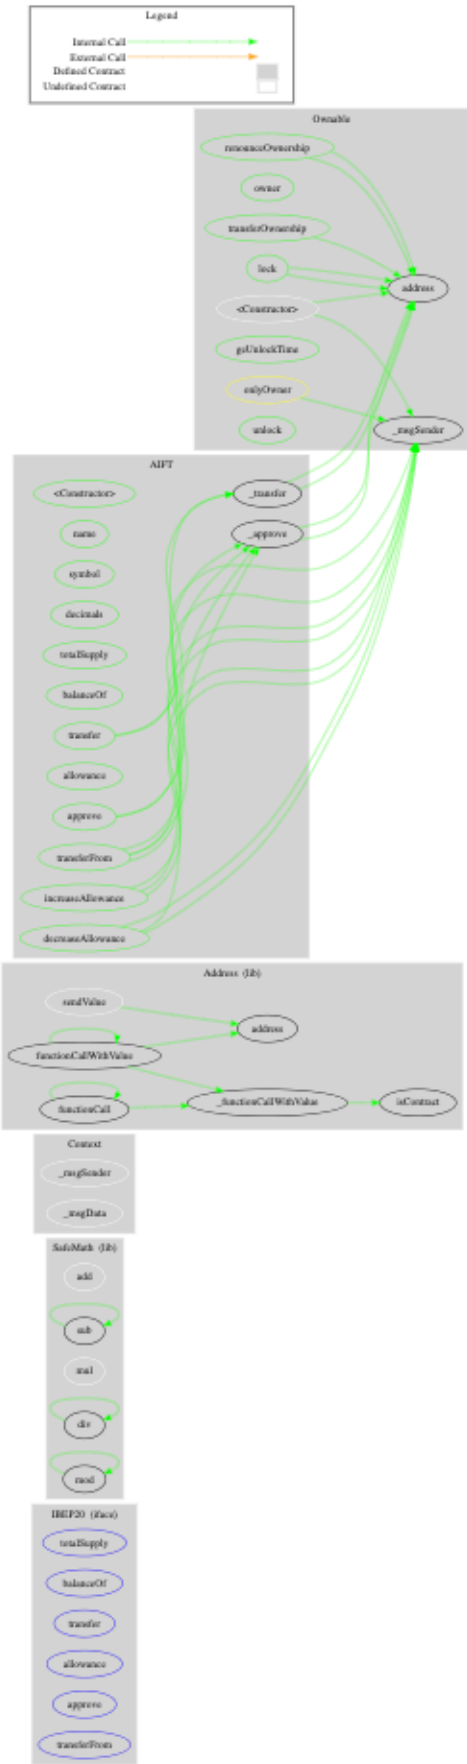 Legend
Internal Call
External Call
Defined Contract
Undefined Contract
Ownable
renounceOwnership
owner
transferOwnership
lock
address
<Constructor>
geUnlockTime
onlyOwner
unlock
_msgSender
AIFT
<Constructor>
_transfer
name
_approve
symbol
decimals
totalSupply
balanceOf
transfer
allowance
approve
transferFrom
increaseAllowance
decreaseAllowance
Address (lib)
sendValue
address
functionCallWithValue
functionCall
_functionCallWithValue
isContract
Context
_msgSender
_msgData
SafeMath (lib)
add
sub
mul
div
mod
IBEP20 (iface)
totalSupply
balanceOf
transfer
allowance
approve
transferFrom